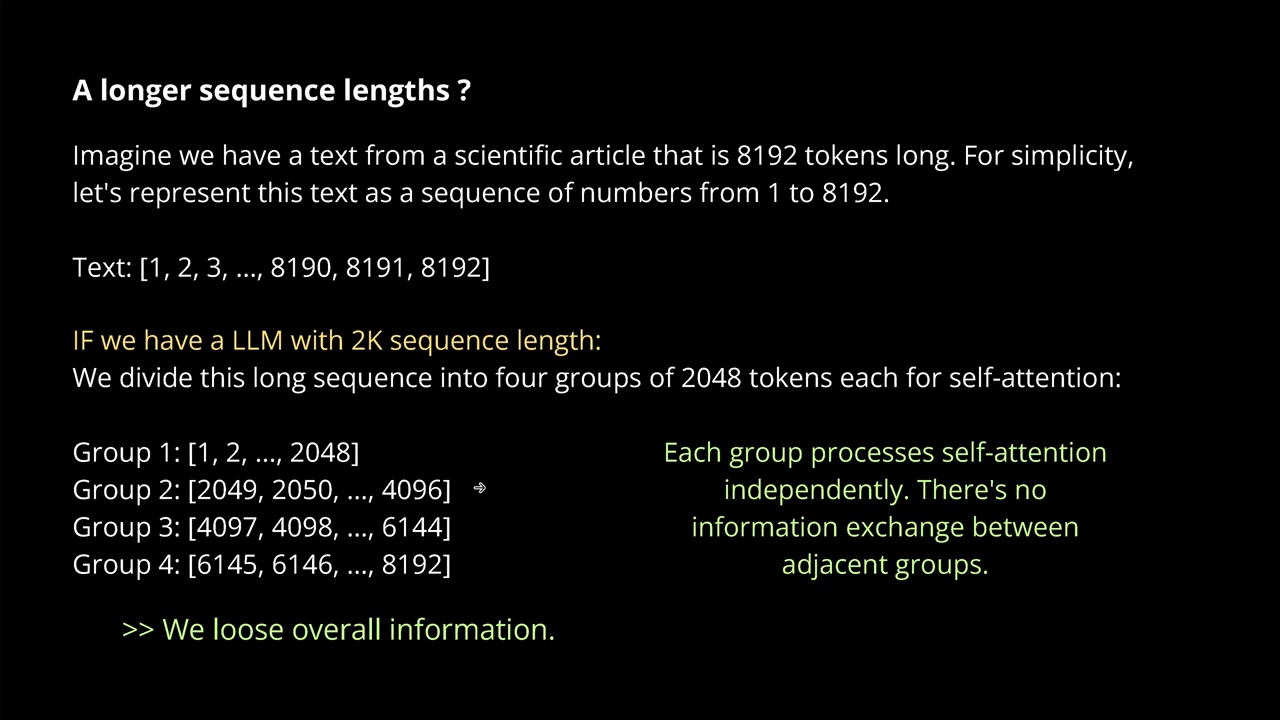 A longer sequence lengths ?
Imagine we have a text from a scientific article that is 8192 tokens long. For simplicity,
let's represent this text as a sequence of numbers from 1 to 8192.
Text: [1, 2, 3, ..., 8190, 8191, 8192]
IF we have a LLM with 2K sequence length:
We divide this long sequence into four groups of 2048 tokens each for self-attention:
Group 1: [1, 2, ..., 2048]
Group 2: [2049, 2050, ..., 4096] ⇒
Group 3: [4097, 4098, ..., 6144]
Group 4: [6145, 6146, ..., 8192]
Each group processes self-attention
independently. There's no
information exchange between
adjacent groups.
>> We loose overall information.